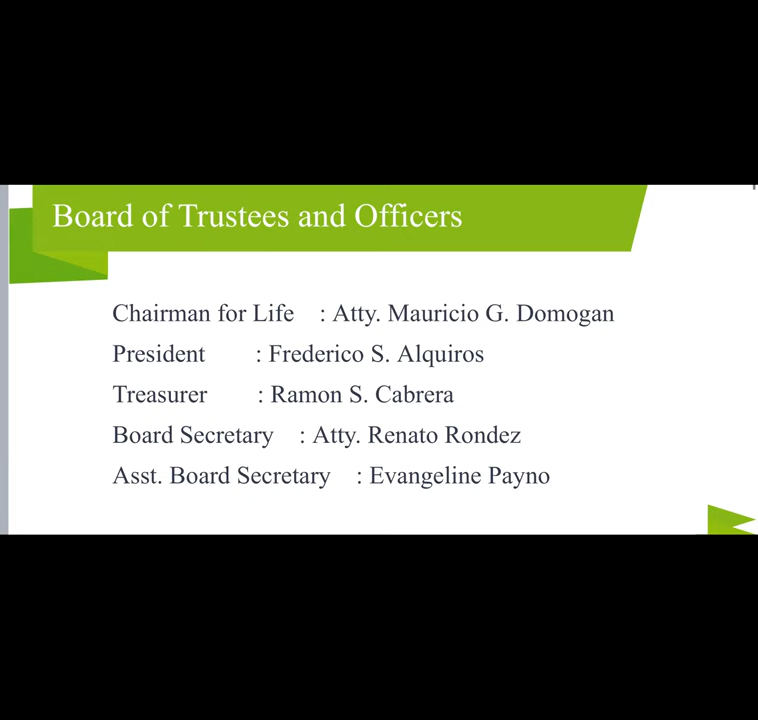 Board of Trustees and Officers
Chairman for Life : Atty. Mauricio G. Domogan
President : Frederico S. Alquiros
Treasurer : Ramon S. Cabrera
Board Secretary : Atty. Renato Rondez
Asst. Board Secretary : Evangeline Payno